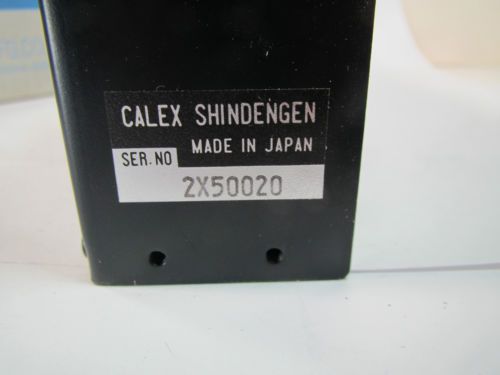 CALEX SHINDENGEN
MADE IN JAPAN
SER.NO
2X50020